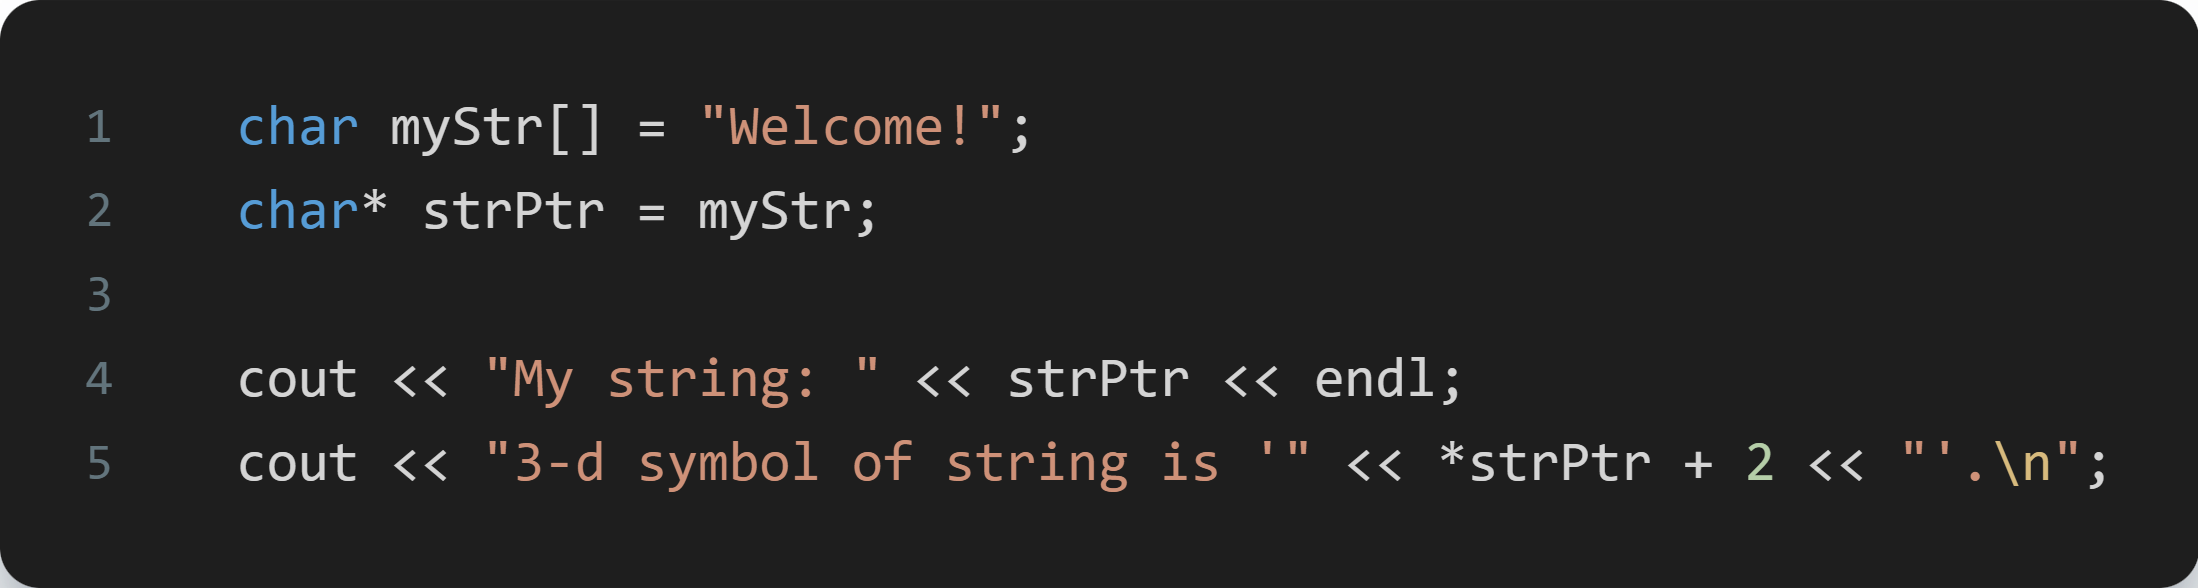 1 char myStr[] = "Welcome!";
2 char* strPtr = myStr;
3
4 cout << "My string: " << strPtr << endl;
5 cout << "3-d symbol of string is '" << *strPtr + 2 << "'.\n";